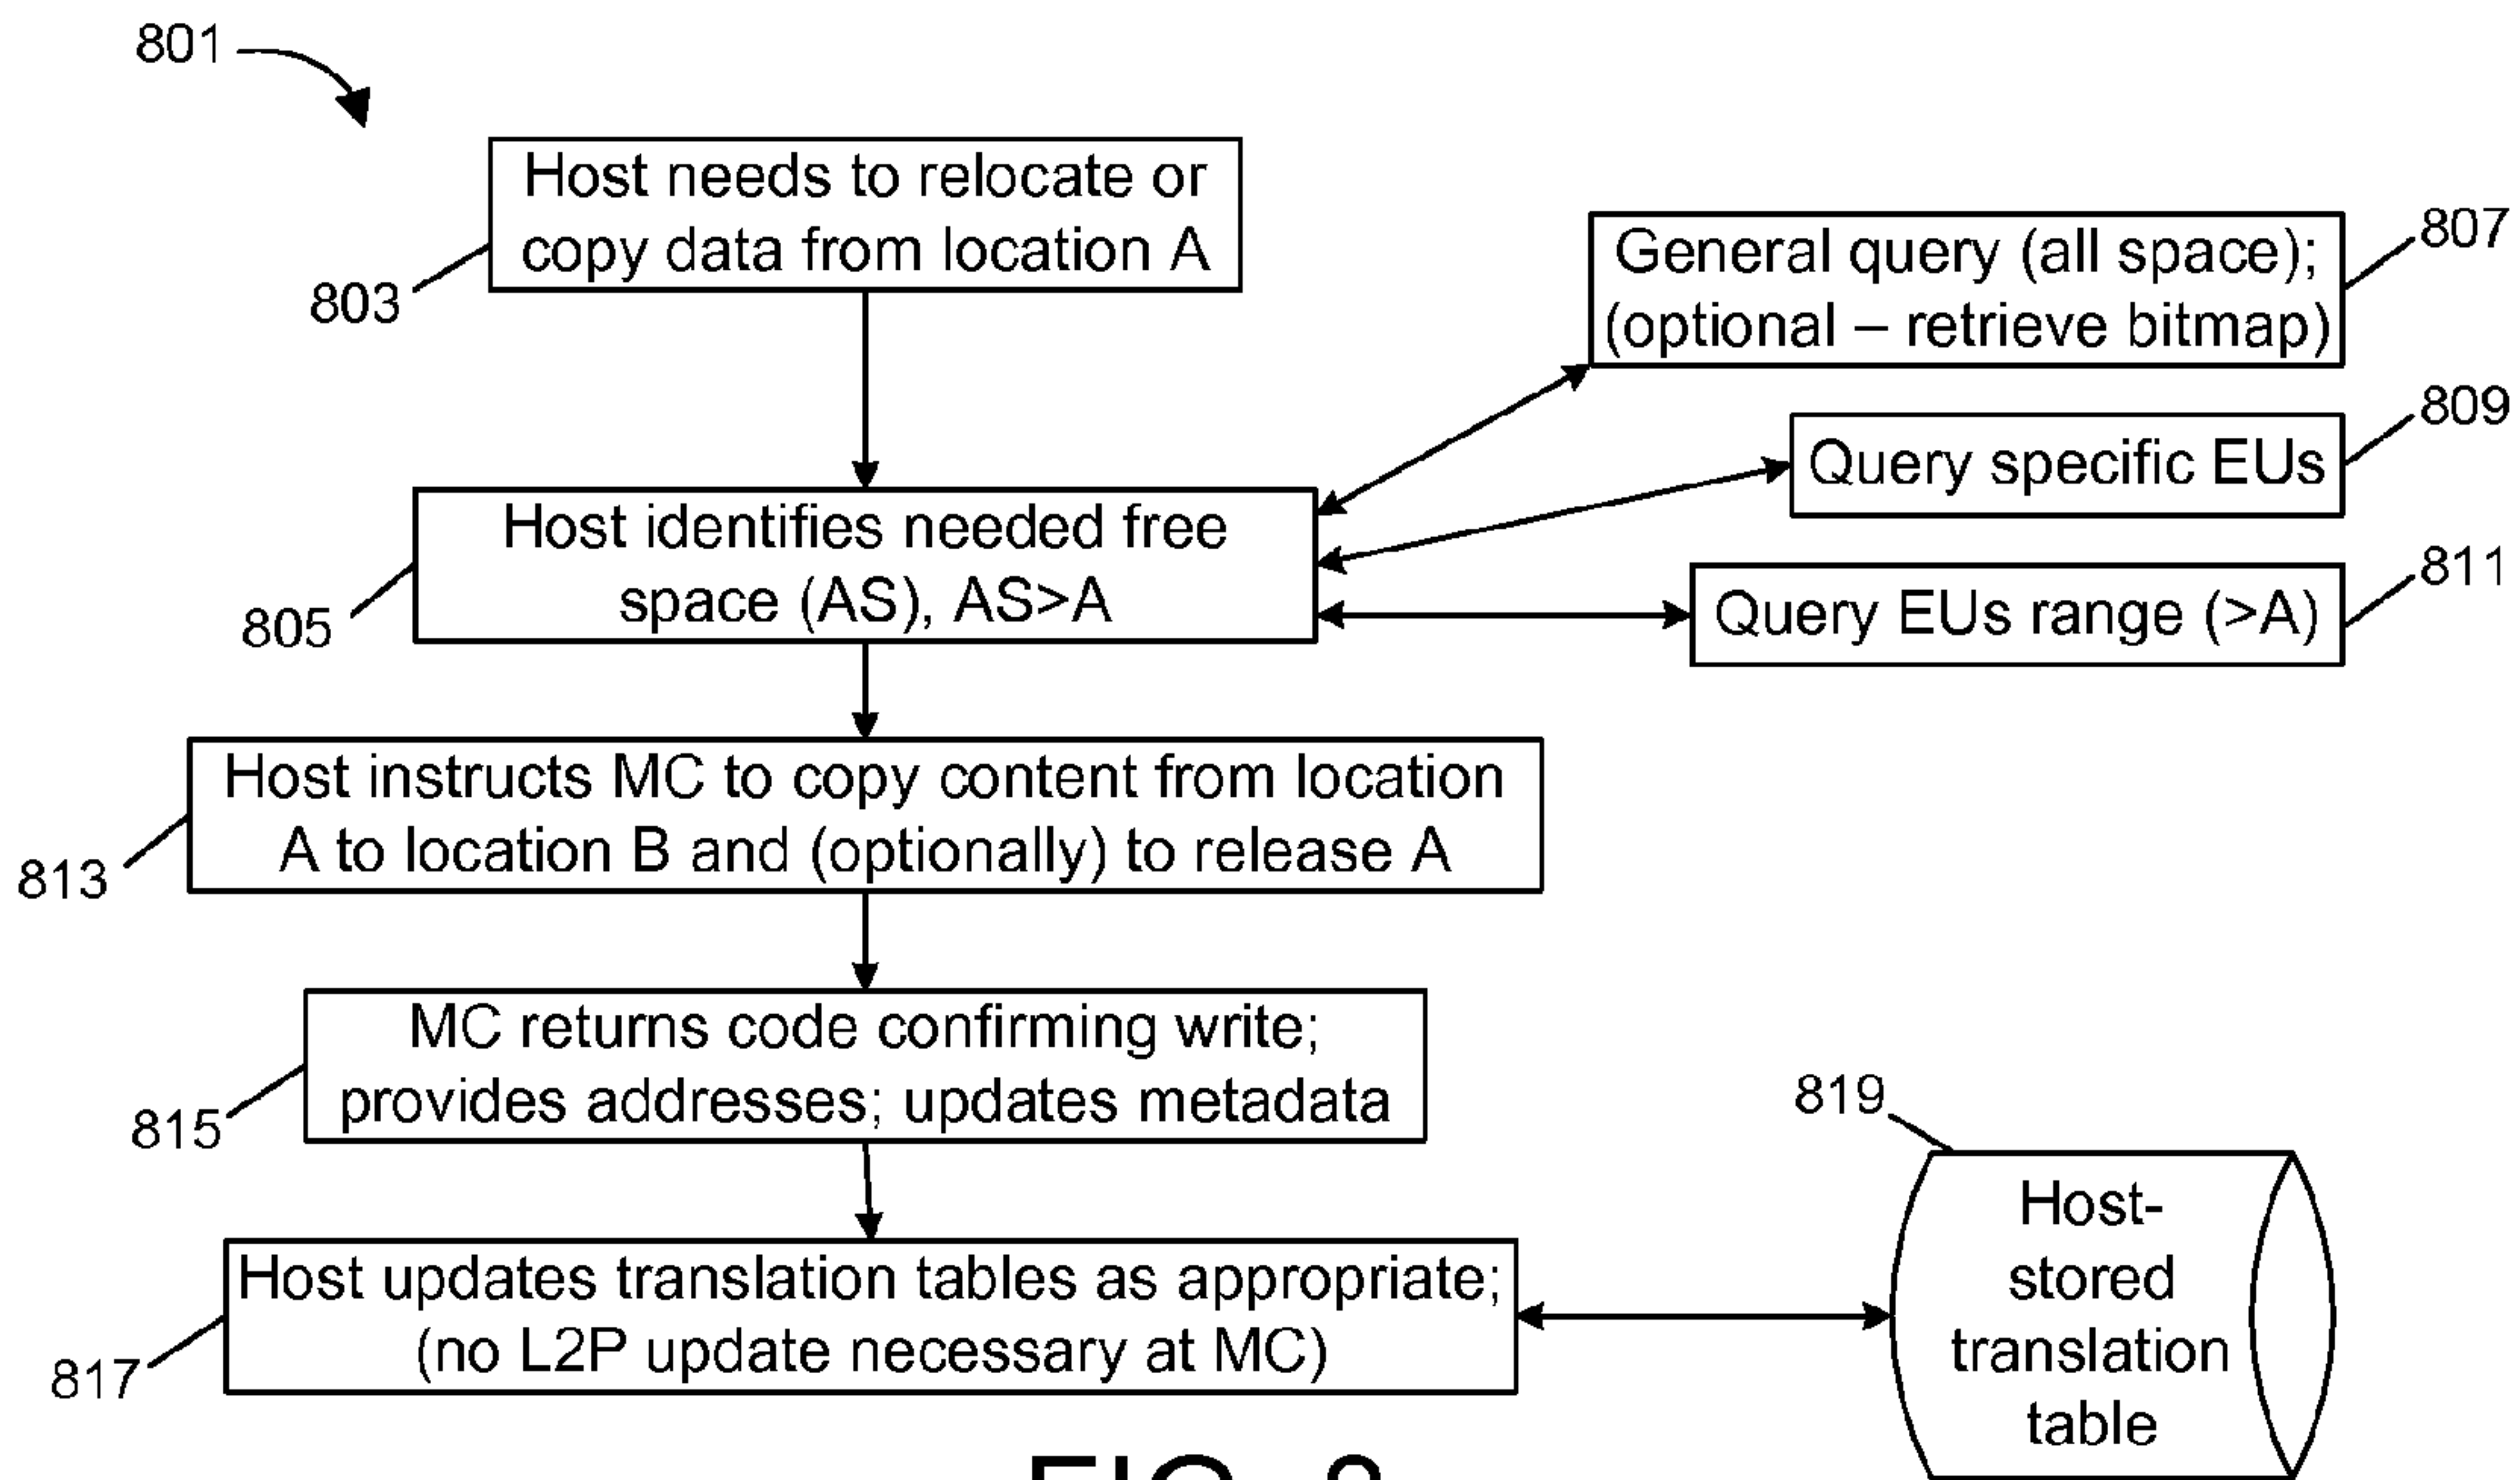 801
Host needs to relocate or
copy data from location A
803
General query (all space);
(optional – retrieve bitmap)
807
Query specific EUs
809
Host identifies needed free
space (AS), AS>A
805
Query EUs range (>A)
811
Host instructs MC to copy content from location
A to location B and (optionally) to release A
813
MC returns code confirming write;
provides addresses; updates metadata
815
Host updates translation tables as appropriate;
(no L2P update necessary at MC)
817
819
Host-
stored
translation
table
FIG. 8